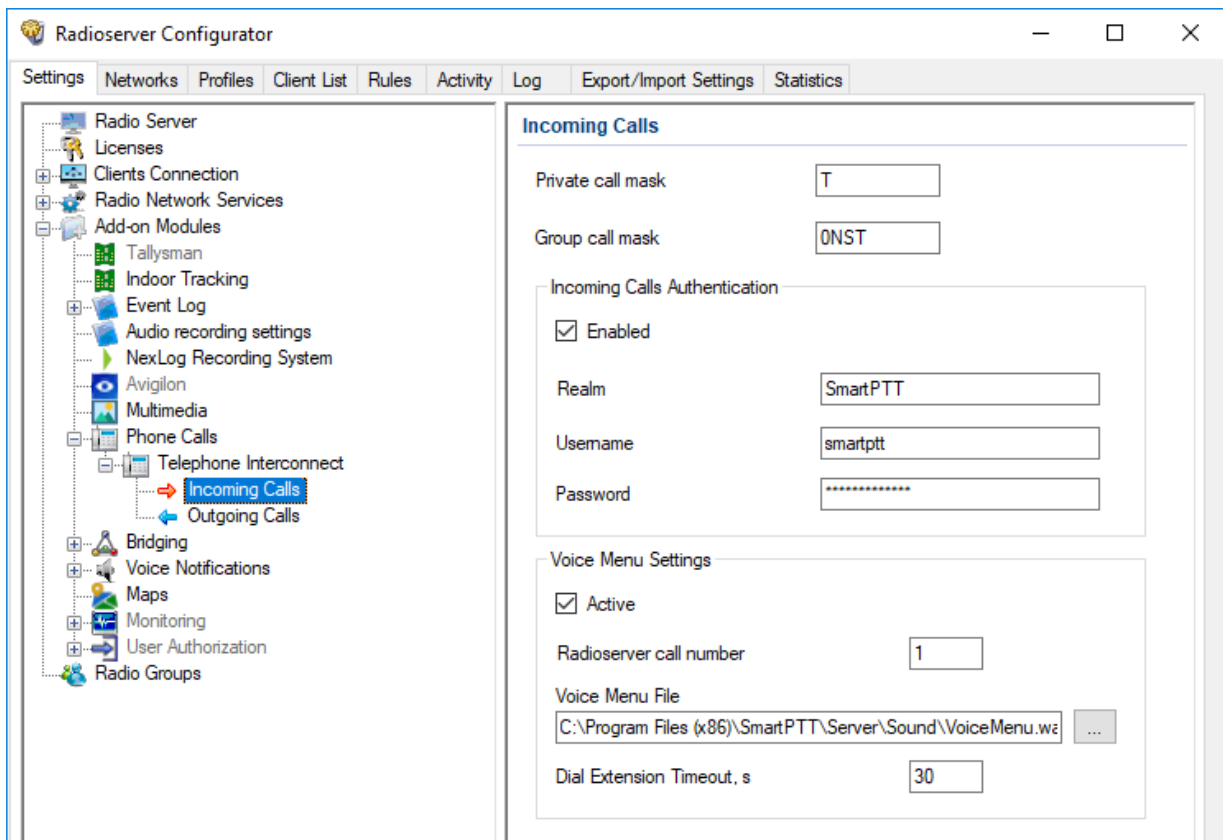 Radioserver Configurator
Settings Networks Profiles Client List Rules Activity Log Export/Import Settings Statistics
Radio Server
Licenses
Clients Connection
Radio Network Services
Add-on Modules
Tallysman
Indoor Tracking
Event Log
Audio recording settings
NexLog Recording System
Avigilon
Multimedia
Phone Calls
Telephone Interconnect
Incoming Calls
Outgoing Calls
Bridging
Voice Notifications
Maps
Monitoring
User Authorization
Radio Groups
Incoming Calls
Private call mask T
Group call mask 0NST
Incoming Calls Authentication
Enabled
Realm SmartPTT
Username smartptt
Password *************
Voice Menu Settings
Active
Radioserver call number 1
Voice Menu File
C:\Program Files (x86)\SmartPTT\Server\Sound\VoiceMenu.wa ...
Dial Extension Timeout, s 30